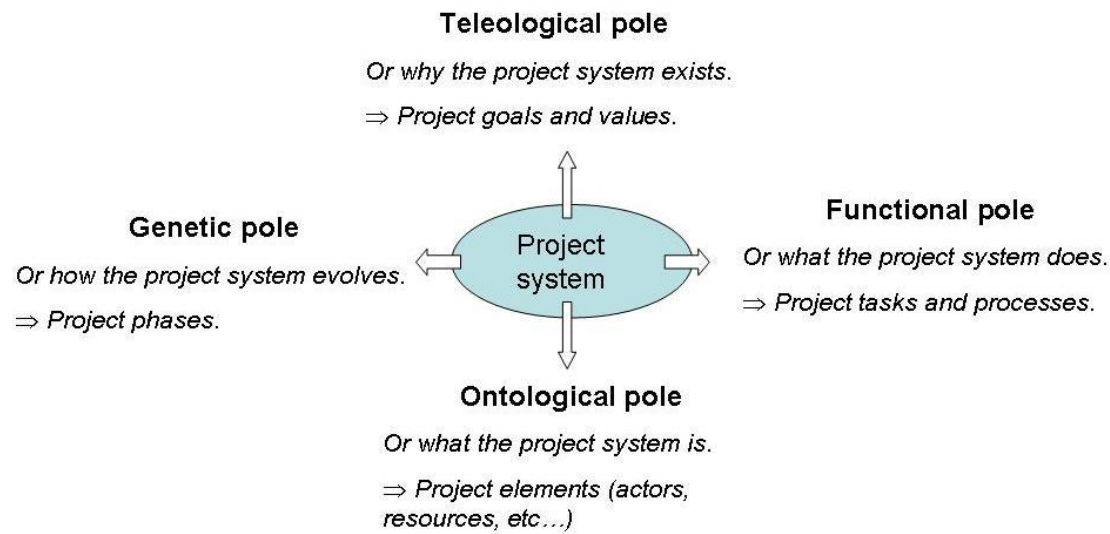 Teleological pole
Or why the project system exists.
⇒ Project goals and values.
Genetic pole
Or how the project system evolves.
⇒ Project phases.
Project
system
Functional pole
Or what the project system does.
⇒ Project tasks and processes.
Ontological pole
Or what the project system is.
⇒ Project elements (actors,
resources, etc…)